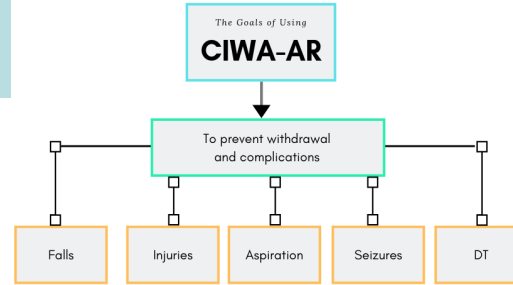 The Goals of Using
CIWA-AR
To prevent withdrawal
and complications
Falls
Injuries
Aspiration
Seizures
DT